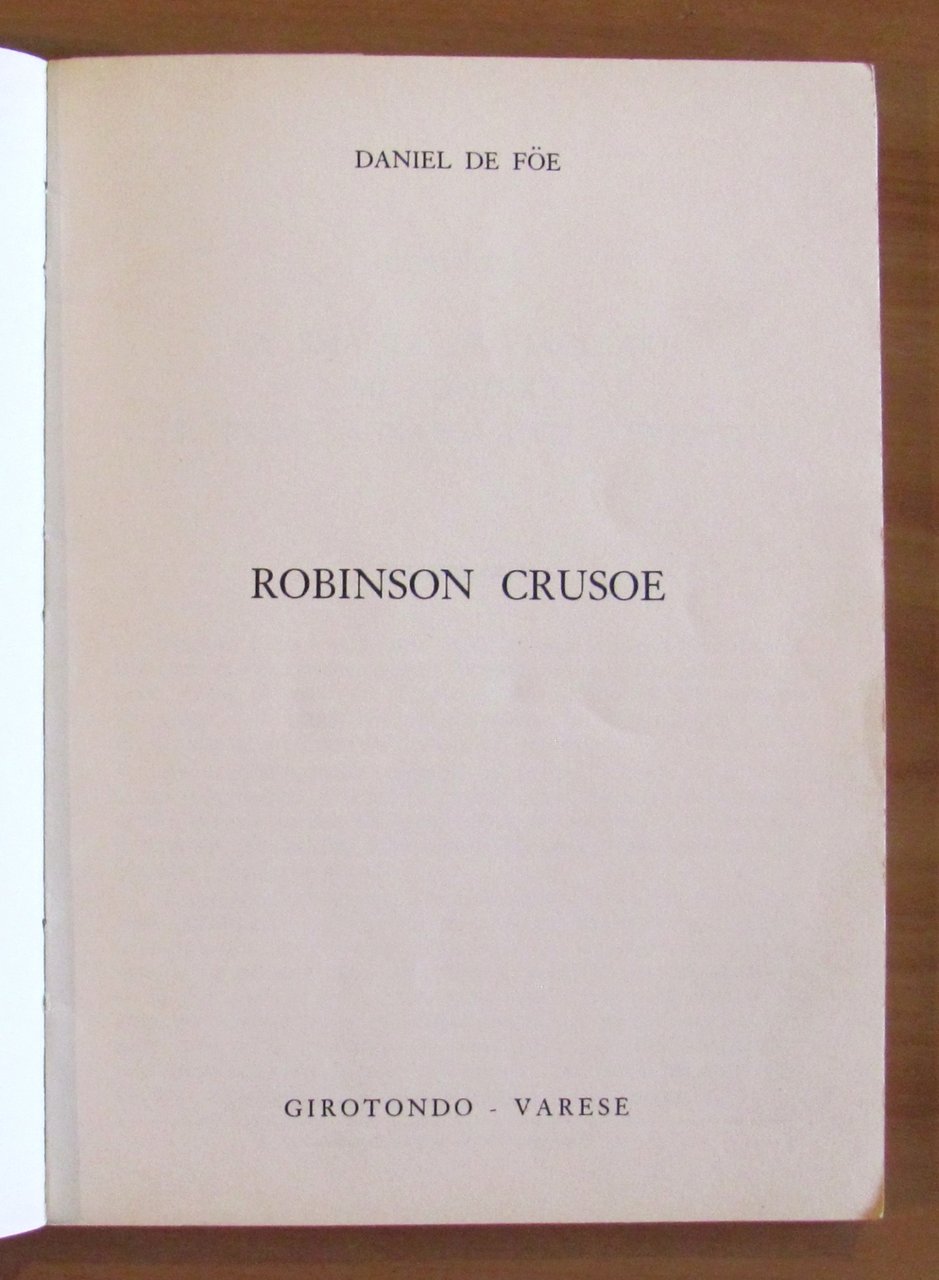 DANIEL DE FÖE
ROBINSON CRUSOE
GIROTONDO - VARESE